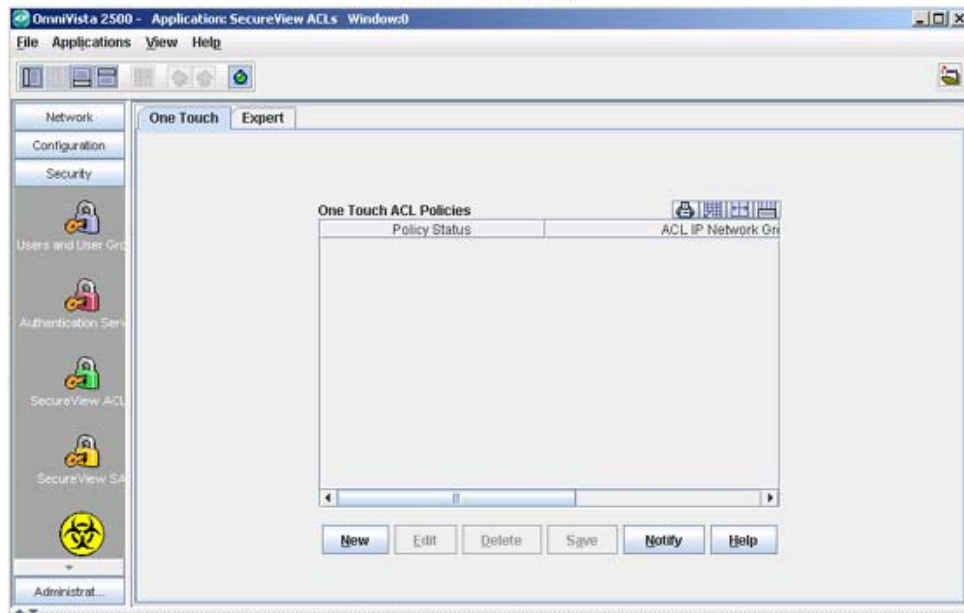 OmniVista 2500 - Application: SecureView ACLs Window:0
File Applications View Help
Network
Configuration
Security
Users and User Gro
Authentication Serv
SecureView ACL
SecureView SA
Administrat...
One Touch Expert
One Touch ACL Policies
Policy Status ACL IP Network Gr
New Edit Delete Save Notify Help